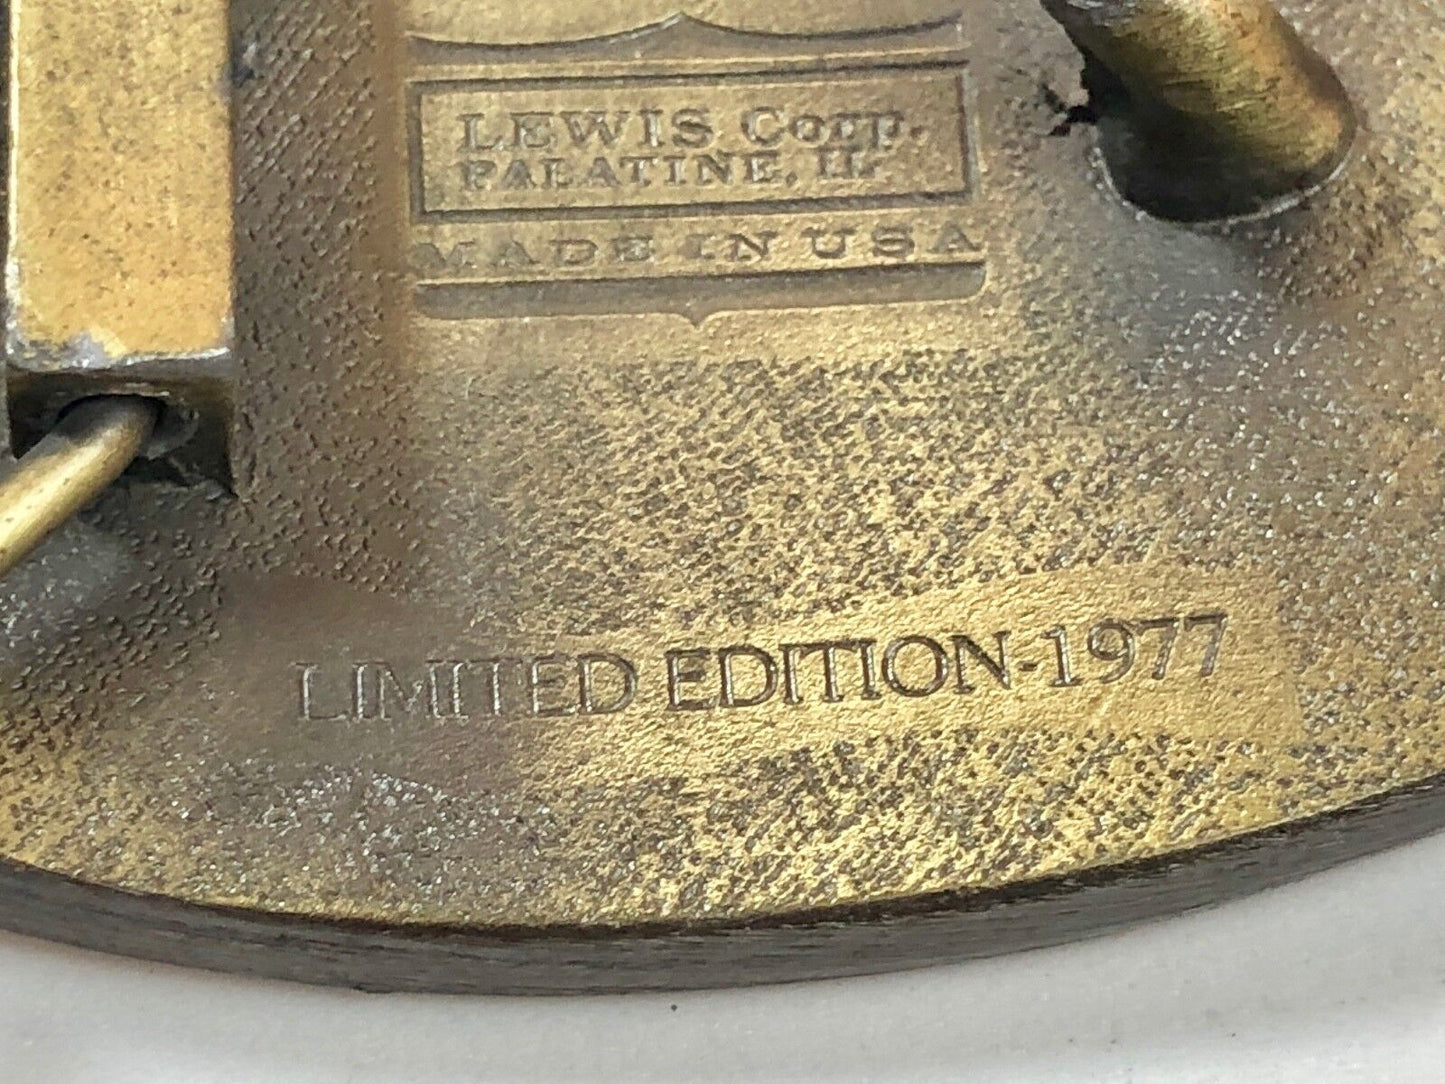 LEWIS Corp.
PALATINE, IL
MADE IN USA
LIMITED EDITION-1977